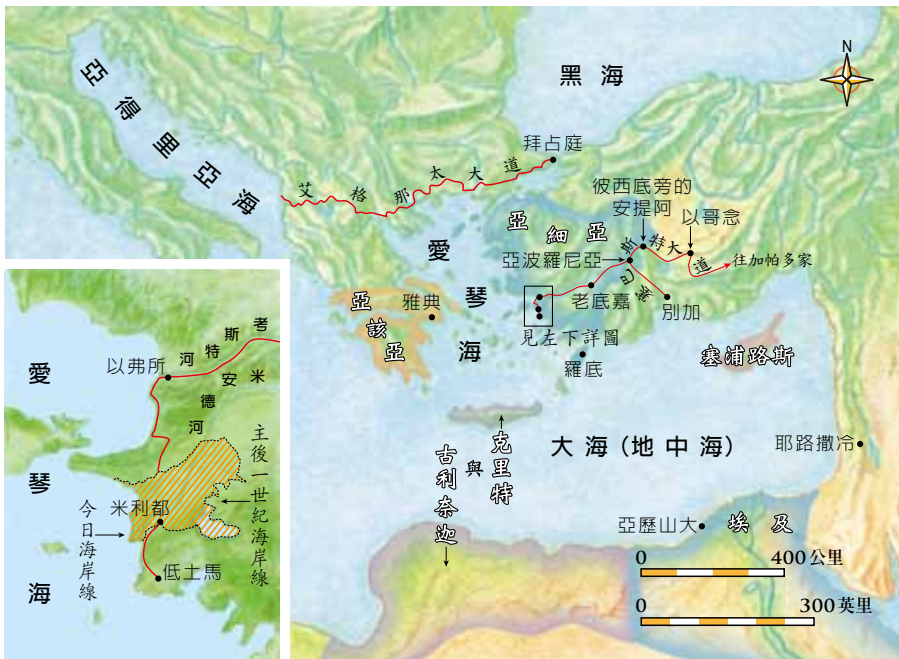 N
黑海
亞得里亞海
拜占庭
艾格那太大道
彼西底旁的
安提阿
以哥念
亞細亞
塞巴斯特大道
往加帕多家
亞波羅尼亞
愛琴海
老底嘉
別加
雅典
亞該亞
見左下詳圖
羅底
塞浦路斯
克里特
與
古利奈迦
大海(地中海)
耶路撒冷
亞歷山大
埃及
0 400公里
0 300英里
考斯特河
以弗所
米安德河
愛琴海
主後一世紀海岸線
米利都
今日海岸線
低土馬